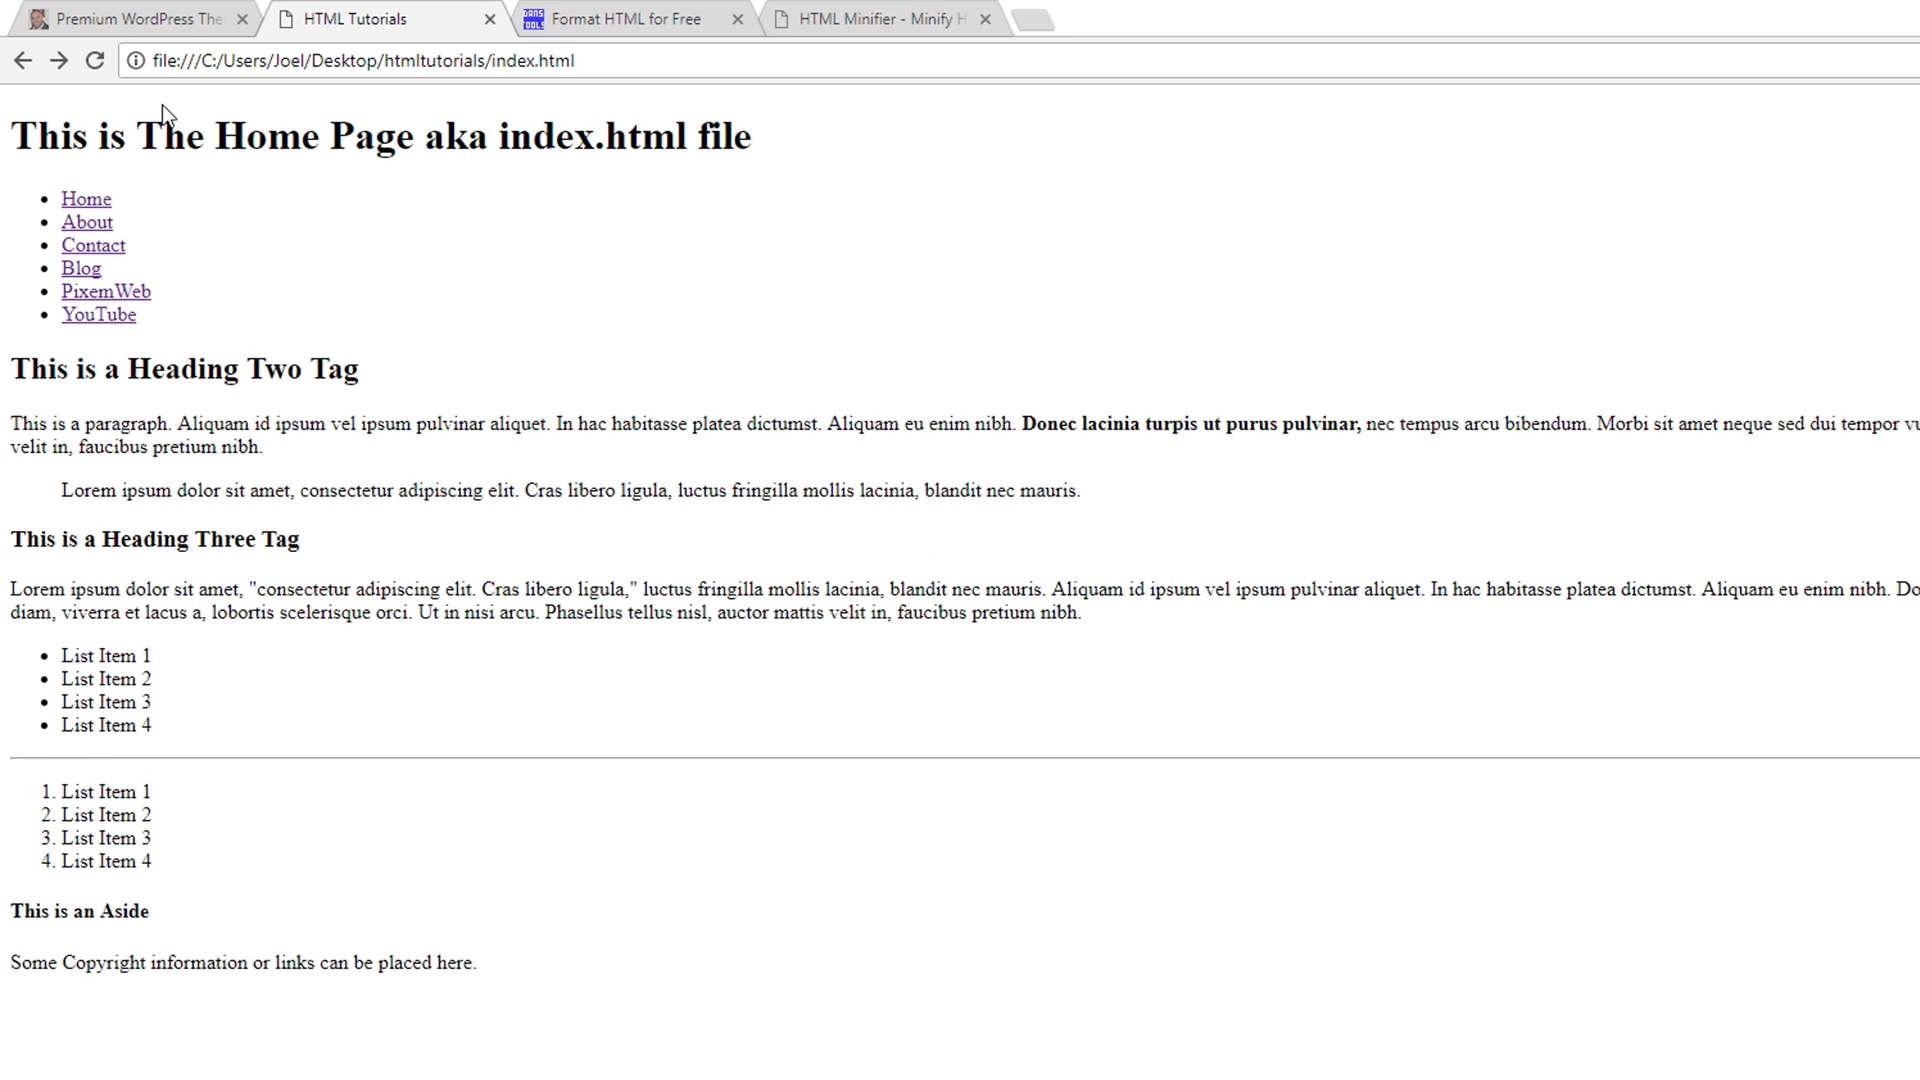 Premium WordPress The
HTML Tutorials
DANS TOOLS
Format HTML for Free
HTML Minifier - Minify H
file:///C:/Users/Joel/Desktop/htmltutorials/index.html
This is The Home Page aka index.html file
Home
About
Contact
Blog
PixemWeb
YouTube
This is a Heading Two Tag
This is a paragraph. Aliquam id ipsum vel ipsum pulvinar aliquet. In hac habitasse platea dictumst. Aliquam eu enim nibh. Donec lacinia turpis ut purus pulvinar, nec tempus arcu bibendum. Morbi sit amet neque sed dui tempor vu
velit in, faucibus pretium nibh.
Lorem ipsum dolor sit amet, consectetur adipiscing elit. Cras libero ligula, luctus fringilla mollis lacinia, blandit nec mauris.
This is a Heading Three Tag
Lorem ipsum dolor sit amet, "consectetur adipiscing elit. Cras libero ligula," luctus fringilla mollis lacinia, blandit nec mauris. Aliquam id ipsum vel ipsum pulvinar aliquet. In hac habitasse platea dictumst. Aliquam eu enim nibh. Do
diam, viverra et lacus a, lobortis scelerisque orci. Ut in nisi arcu. Phasellus tellus nisl, auctor mattis velit in, faucibus pretium nibh.
List Item 1
List Item 2
List Item 3
List Item 4
1. List Item 1
2. List Item 2
3. List Item 3
4. List Item 4
This is an Aside
Some Copyright information or links can be placed here.